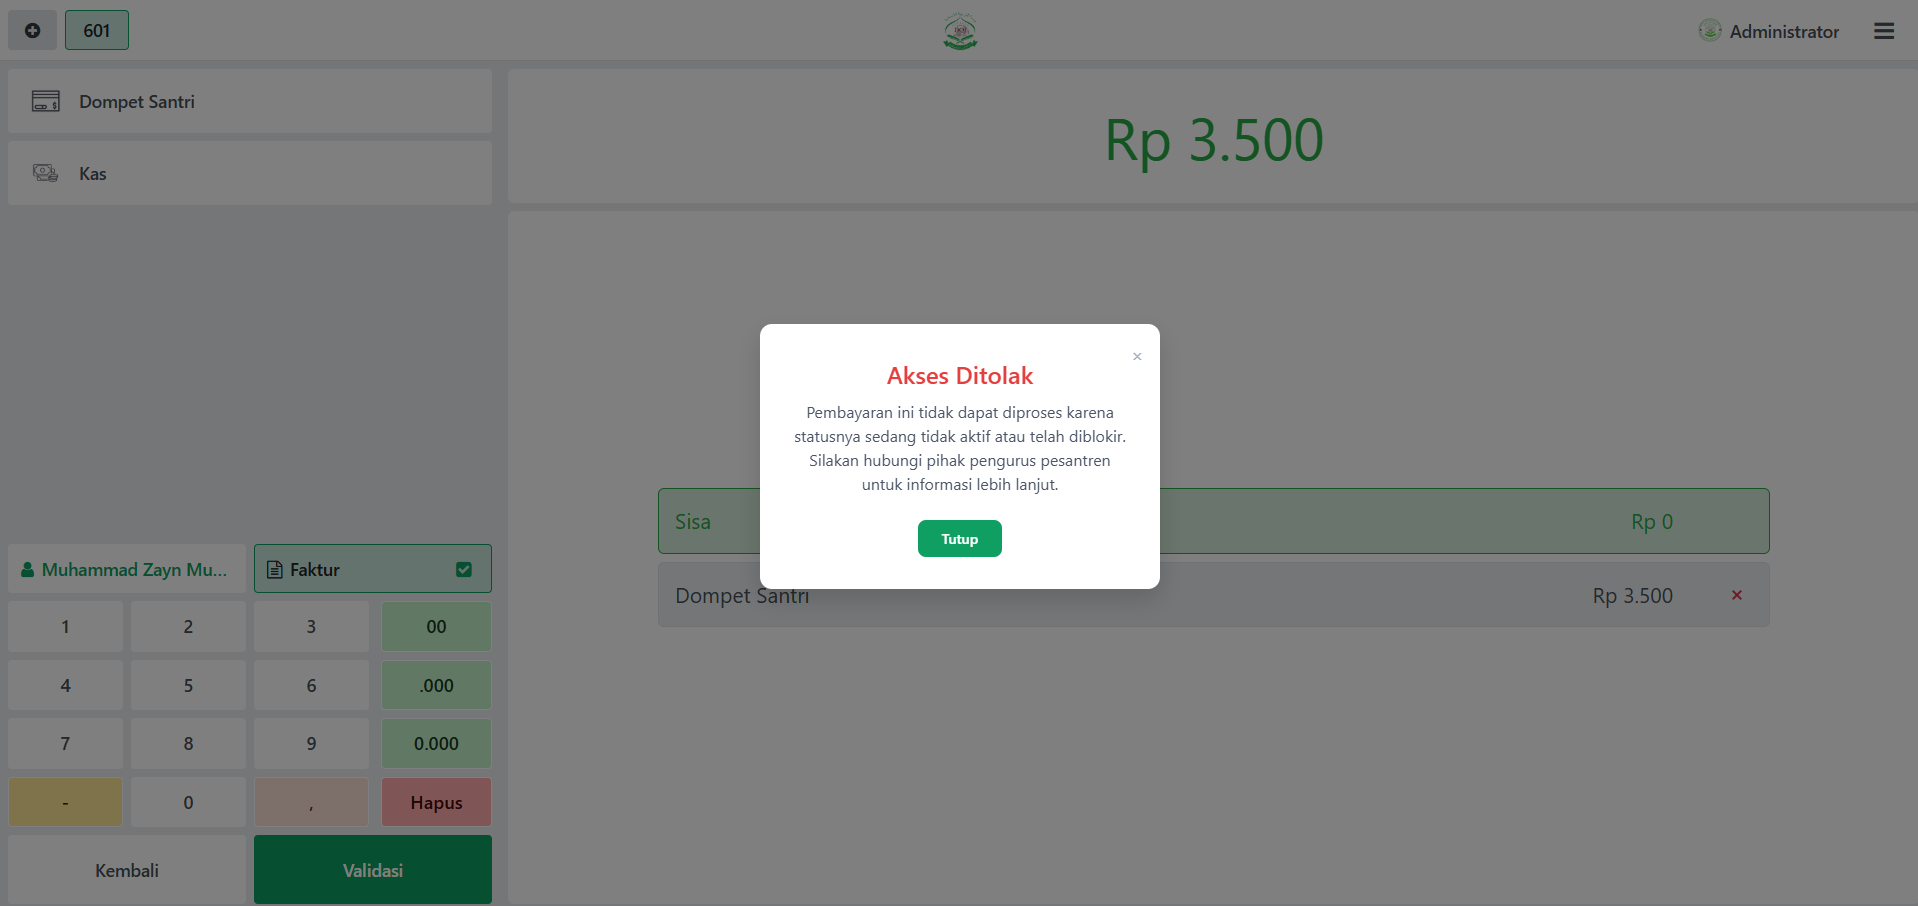 601
Administrator
Dompet Santri
Kas
Rp 3.500
Akses Ditolak
Pembayaran ini tidak dapat diproses karena
statusnya sedang tidak aktif atau telah diblokir.
Silakan hubungi pihak pengurus pesantren
untuk informasi lebih lanjut.
Tutup
Sisa
Rp 0
Dompet Santri
Rp 3.500
Muhammad Zayn Mu...
Faktur
1
2
3
00
4
5
6
.000
7
8
9
0.000
-
0
,
Hapus
Kembali
Validasi